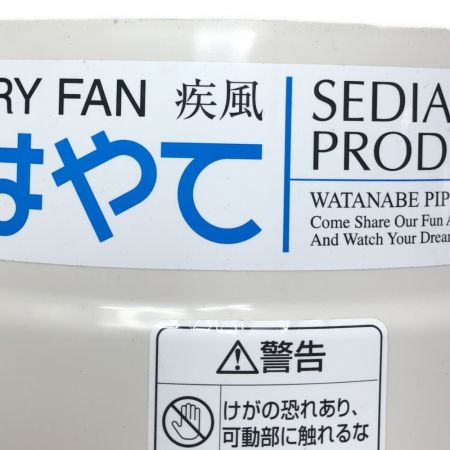 RY FAN 疾風
はやて
SEDIA
PROD
WATANABE PIP
Come Share Our Fun A
And Watch Your Drea
警告
けがの恐れあり、
可動部に触れるな